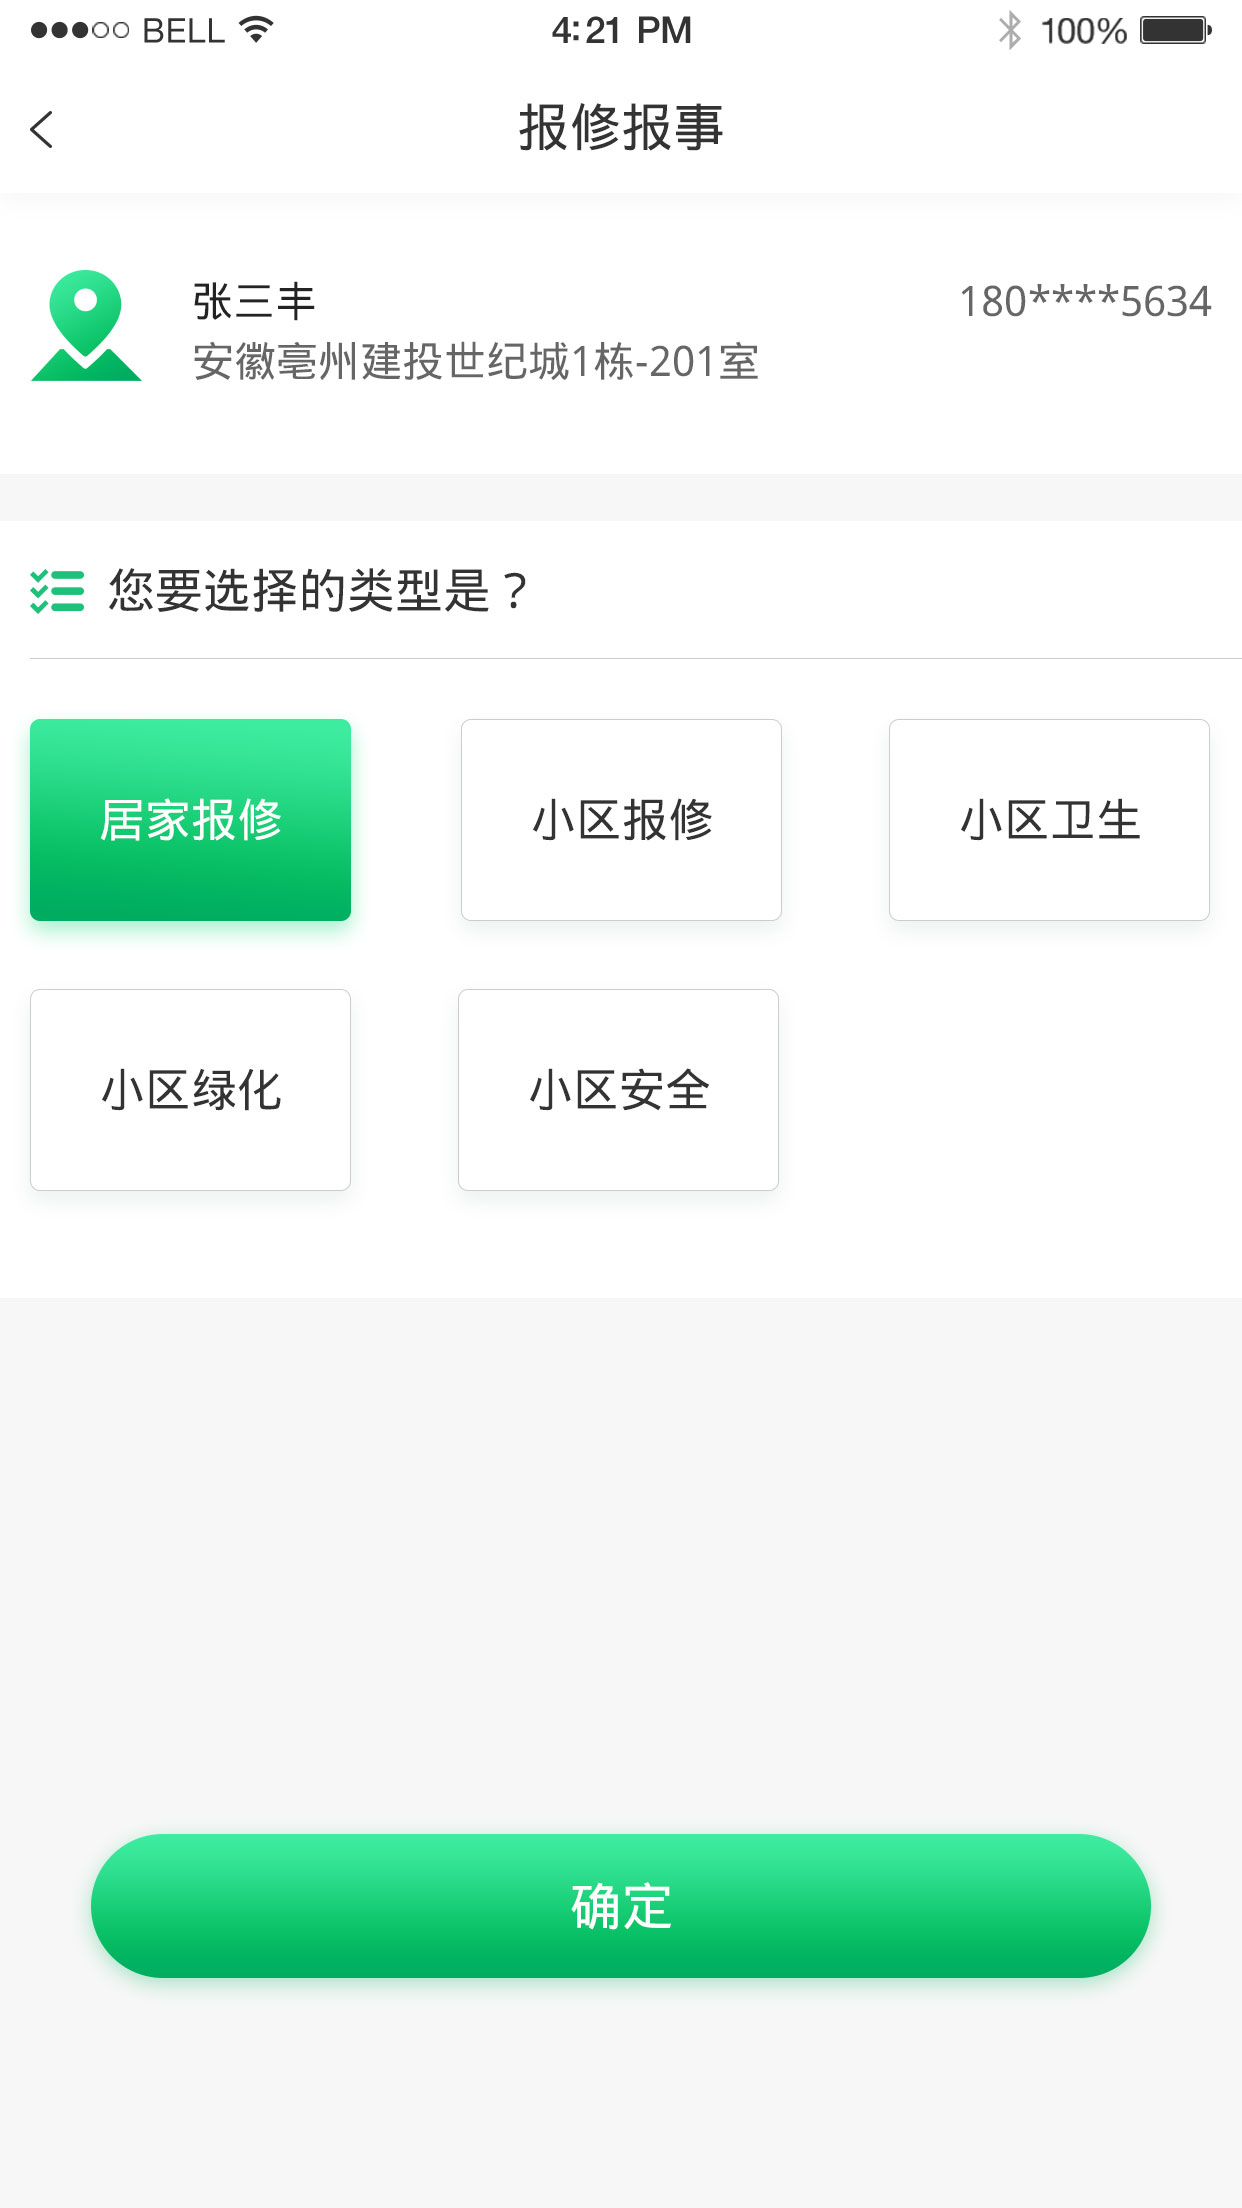 BELL 4:21 PM 100%
报修报事
张三丰 180****5634
安徽亳州建投世纪城1栋-201室
您要选择的类型是？
居家报修 小区报修 小区卫生
小区绿化 小区安全
确定